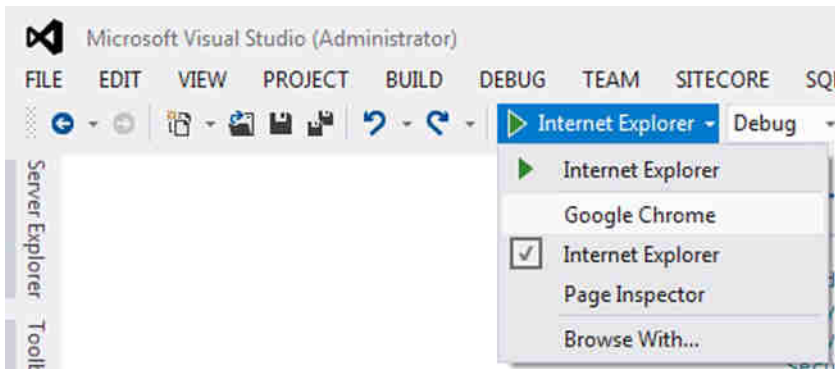 Microsoft Visual Studio (Administrator)
FILE EDIT VIEW PROJECT BUILD DEBUG TEAM SITECORE
Internet Explorer Debug
Internet Explorer
Google Chrome
Internet Explorer
Page Inspector
Browse With...
Server Explorer